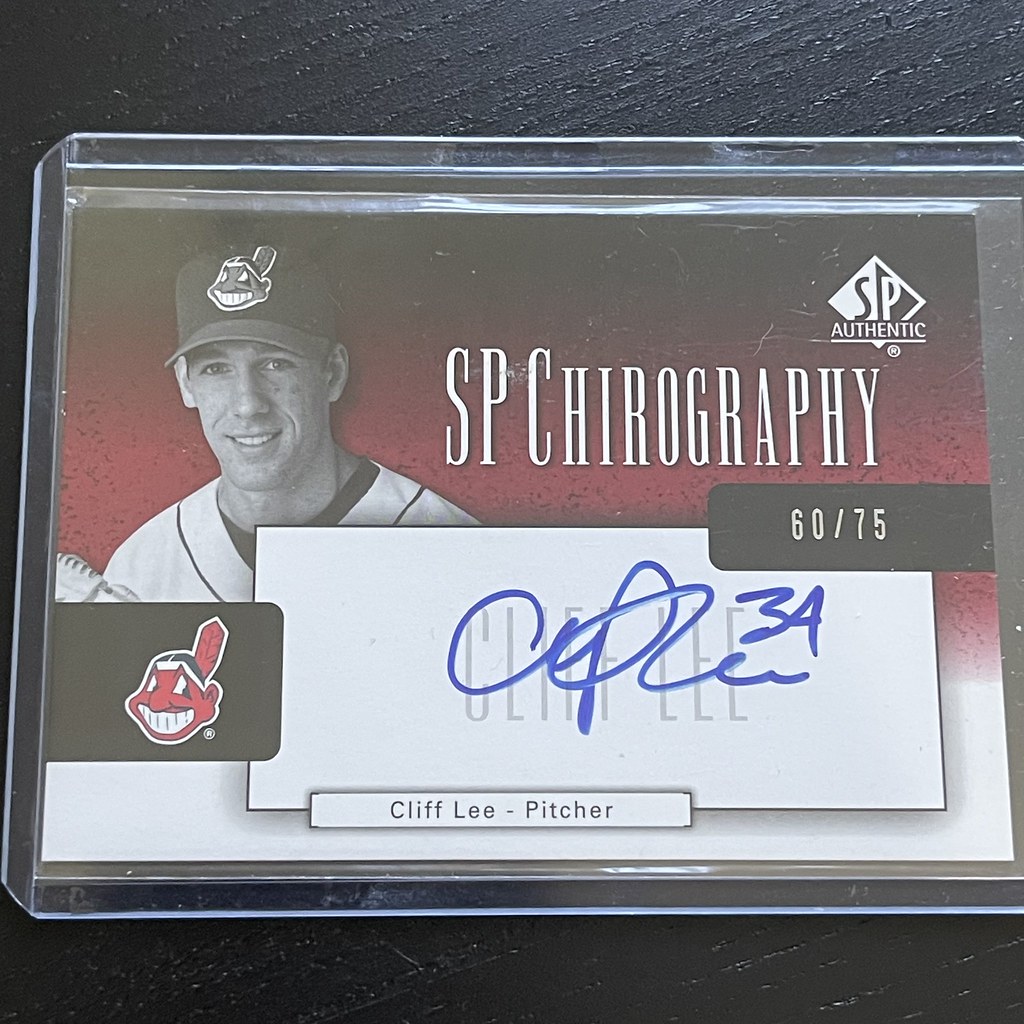 SP
AUTHENTIC
®
SP CHIROGRAPHY
60/75
CLIFF LEE
34
®
Cliff Lee - Pitcher